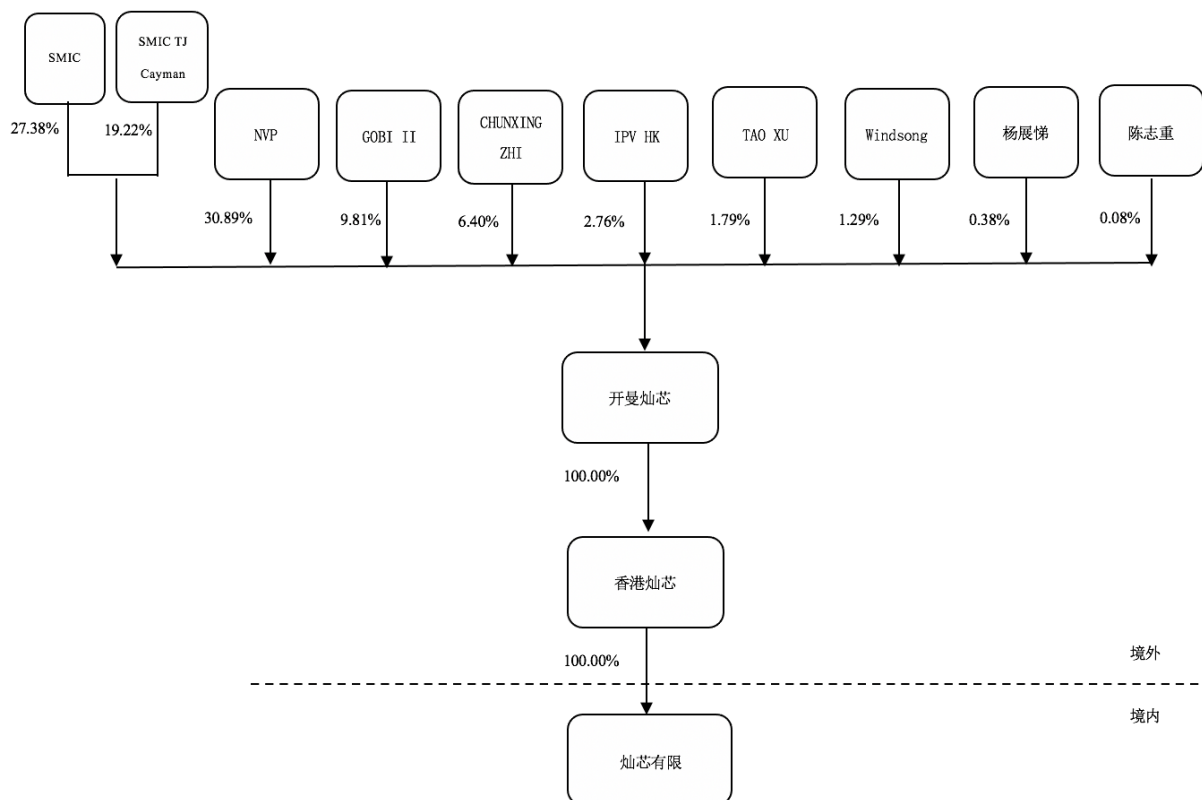 SMIC
SMIC TJ
Cayman
27.38%
19.22%
NVP
GOBI II
CHUNXING
ZHI
IPV HK
TAO XU
Windsong
杨展悌
陈志重
30.89%
9.81%
6.40%
2.76%
1.79%
1.29%
0.38%
0.08%
开曼灿芯
100.00%
香港灿芯
100.00%
境外
境内
灿芯有限